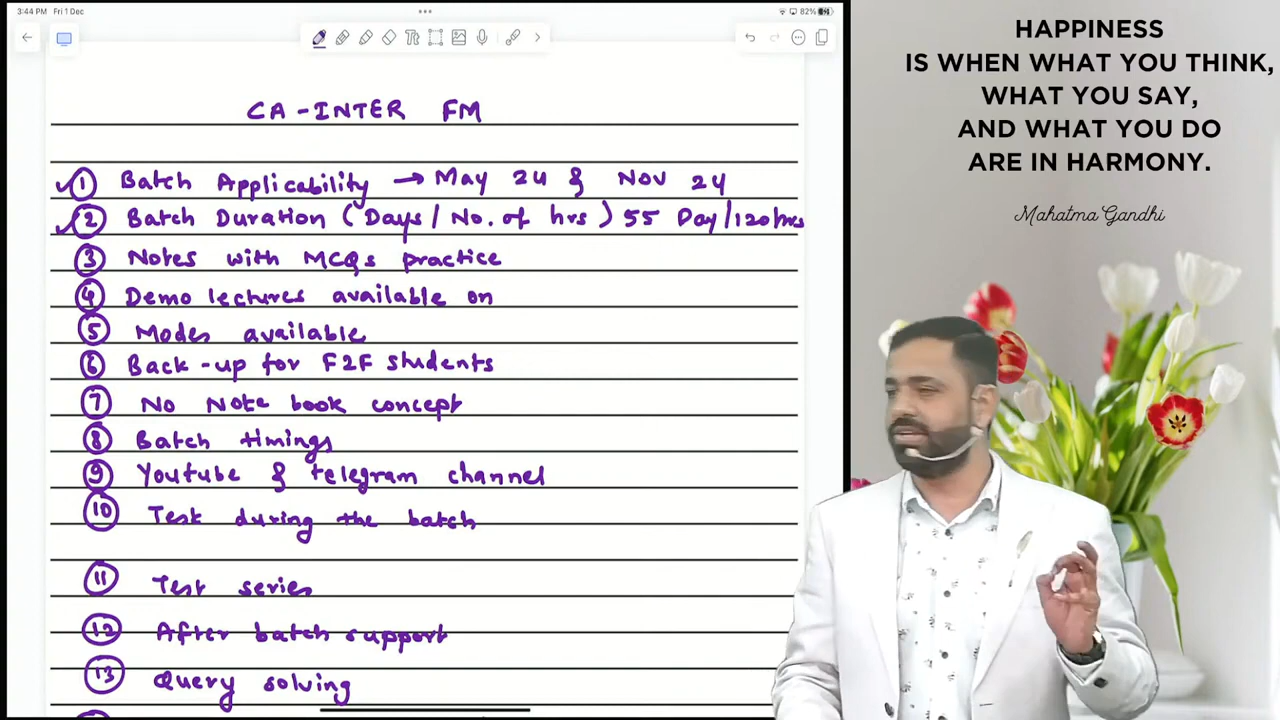 3:44 PM Fri 1 Dec
82%
CA-INTER FM
1 Batch Applicability → May 24 & Nov 24
2 Batch Duration (Days / No. of hrs) 55 Day/120hrs
3 Notes with MCQs practice
4 Demo lectures available on
5 Modes available
6 Back-up for F2F students
7 No Note book concept
8 Batch timings
9 Youtube & telegram channel
10 Test during the batch
11 Test series
12 After batch support
13 Query solving
HAPPINESS
IS WHEN WHAT YOU THINK,
WHAT YOU SAY,
AND WHAT YOU DO
ARE IN HARMONY.
Mahatma Gandhi